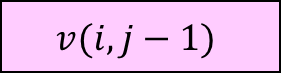 v(i, j − 1)